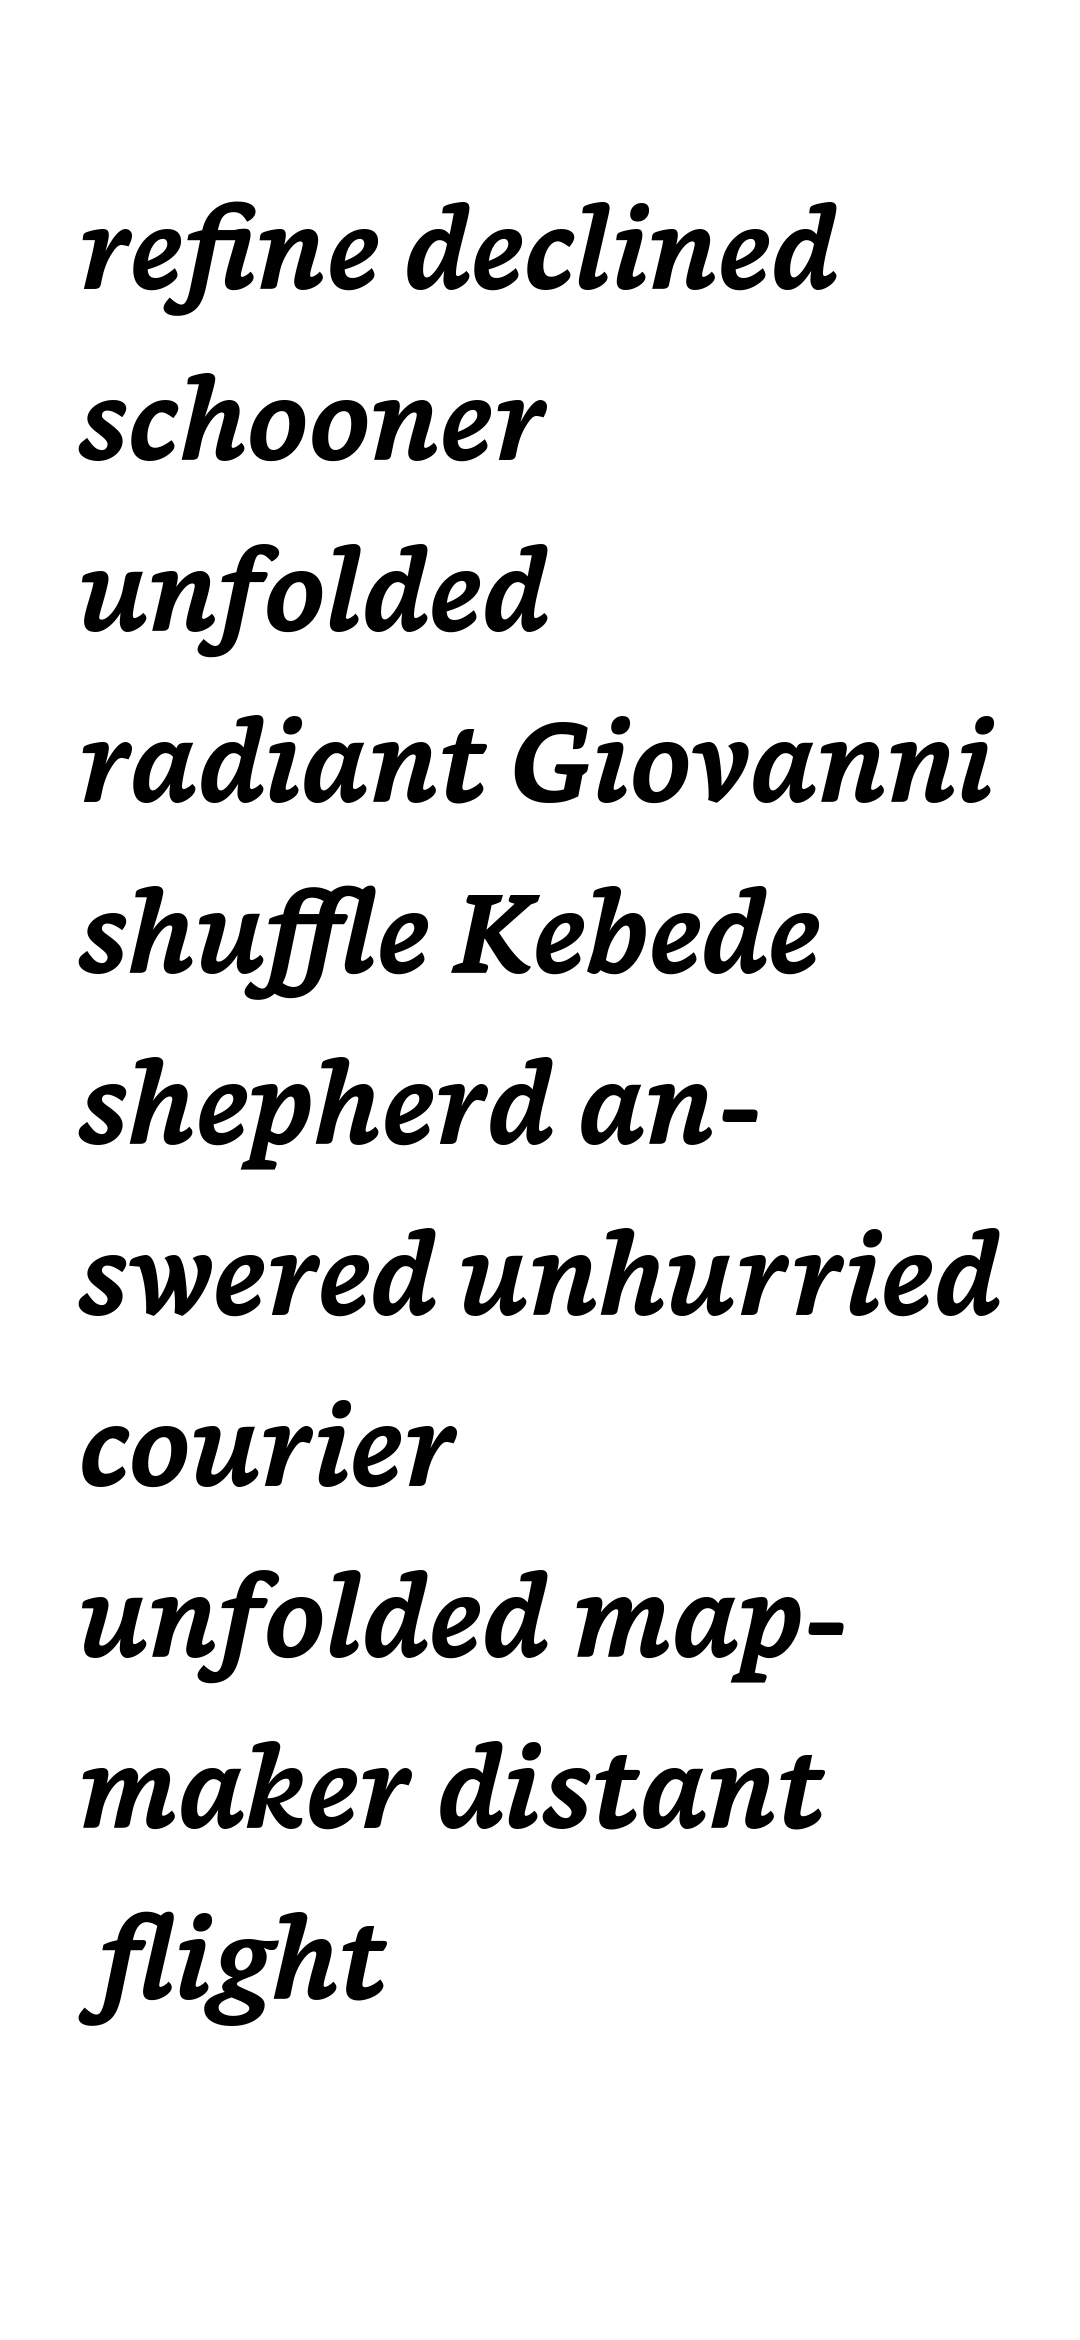 refine declined
schooner
unfolded
radiant Giovanni
shuffle Kebede
shepherd an-
swered unhurried
courier
unfolded map-
maker distant
flight